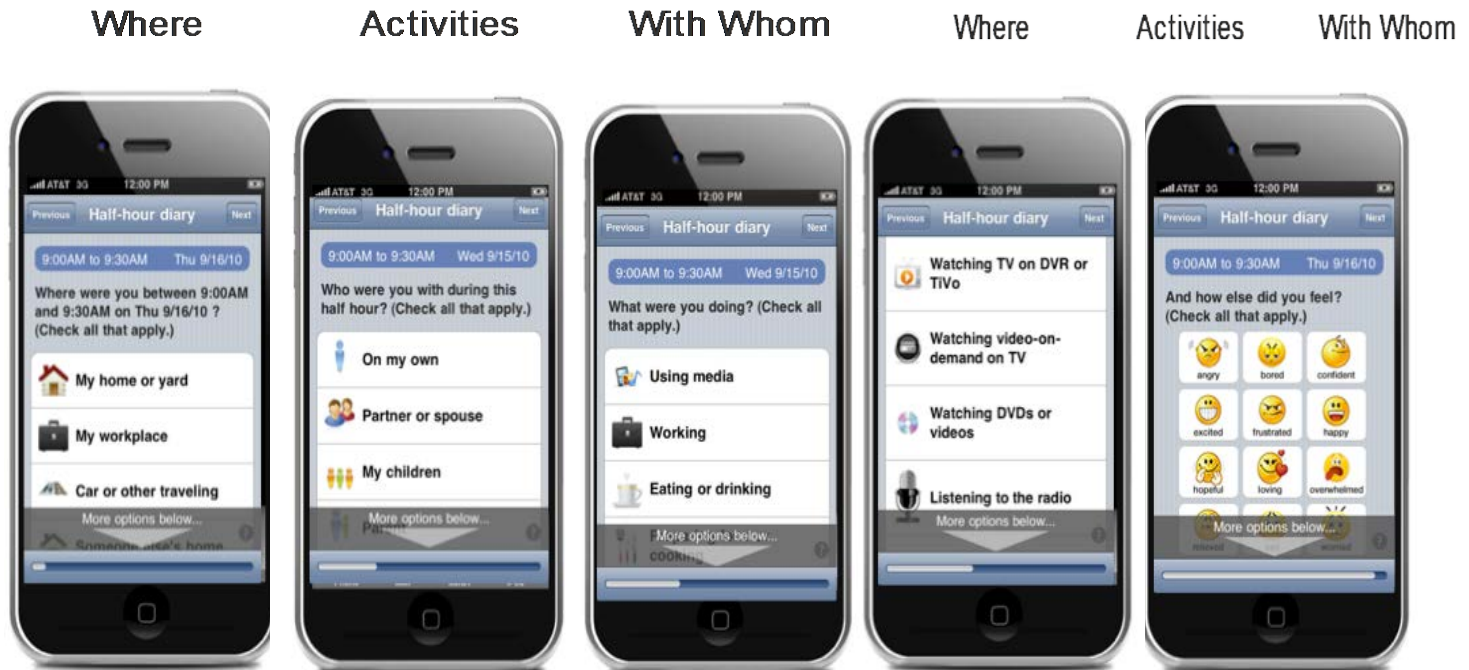 Where
Activities
With Whom
Where
Activities
With Whom
AT&T 3G 12:00 PM
Previous Half-hour diary Next
9:00AM to 9:30AM Thu 9/16/10
Where were you between 9:00AM
and 9:30AM on Thu 9/16/10 ?
(Check all that apply.)
My home or yard
My workplace
Car or other traveling
More options below...
Someone else's home
AT&T 3G 12:00 PM
Previous Half-hour diary Next
9:00AM to 9:30AM Wed 9/15/10
Who were you with during this
half hour? (Check all that apply.)
On my own
Partner or spouse
My children
More options below...
Parent
AT&T 3G 12:00 PM
Previous Half-hour diary Next
9:00AM to 9:30AM Wed 9/15/10
What were you doing? (Check all
that apply.)
Using media
Working
Eating or drinking
More options below...
cooking
AT&T 3G 12:00 PM
Previous Half-hour diary Next
Watching TV on DVR or
TiVo
Watching video-on-
demand on TV
Watching DVDs or
videos
Listening to the radio
More options below...
AT&T 3G 12:00 PM
Previous Half-hour diary Next
9:00AM to 9:30AM Thu 9/16/10
And how else did you feel?
(Check all that apply.)
angry bored confident
excited frustrated happy
hopeful loving overwhelmed
More options below...
relieved worried